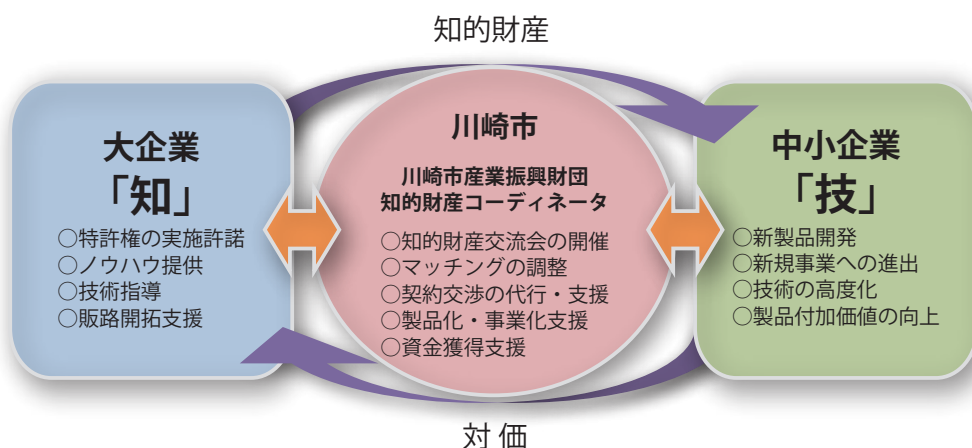 知的財産
大企業
「知」
○特許権の実施許諾
○ノウハウ提供
○技術指導
○販路開拓支援
川崎市
川崎市産業振興財団
知的財産コーディネータ
○知的財産交流会の開催
○マッチングの調整
○契約交渉の代行・支援
○製品化・事業化支援
○資金獲得支援
中小企業
「技」
○新製品開発
○新規事業への進出
○技術の高度化
○製品付加価値の向上
対 価